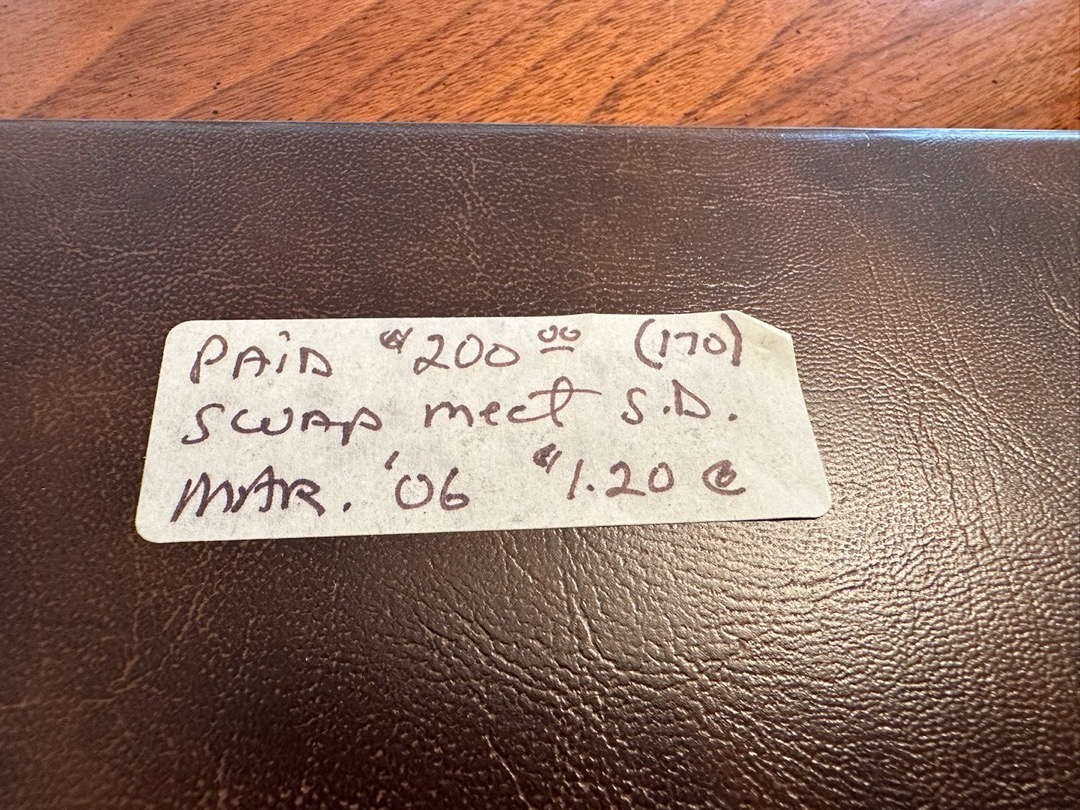 PAiD $200 00 (170)
SWAP meet S.D.
MAR. '06 $1.20 @